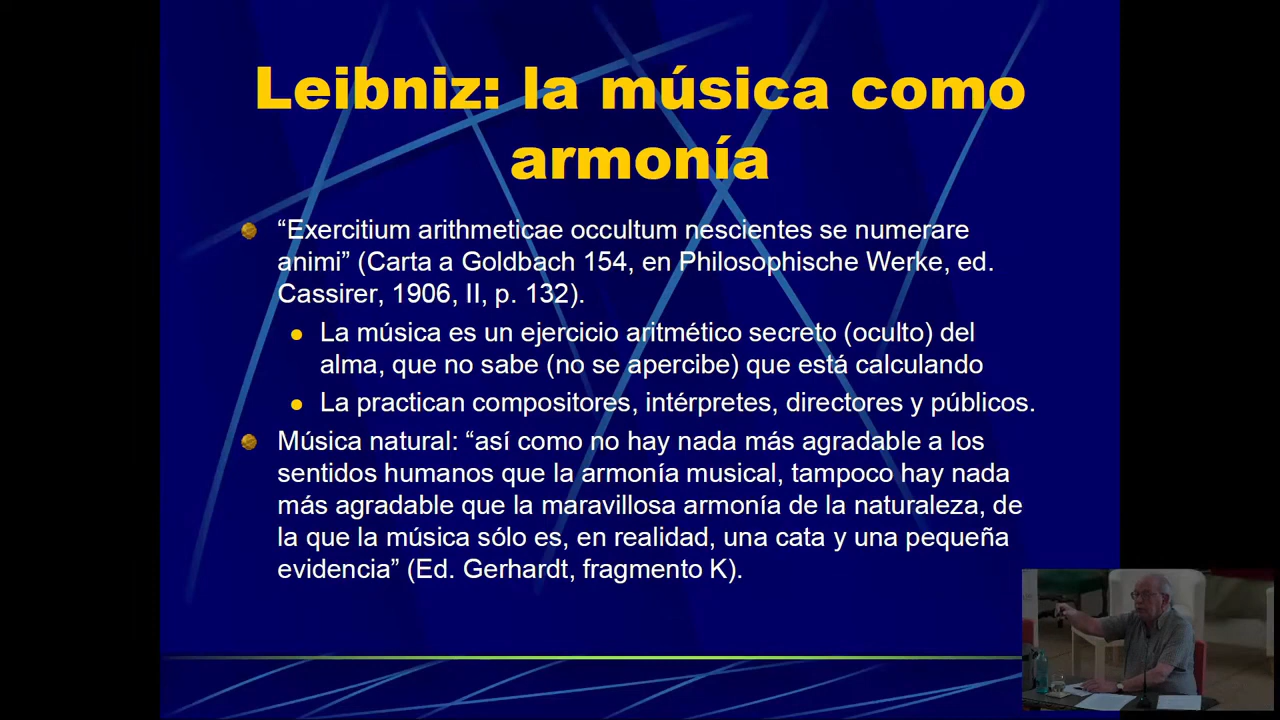 Leibniz: la música como
armonía
“Exercitium arithmeticae occultum nescientes se numerare
animi” (Carta a Goldbach 154, en Philosophische Werke, ed.
Cassirer, 1906, II, p. 132).
La música es un ejercicio aritmético secreto (oculto) del
alma, que no sabe (no se apercibe) que está calculando
La practican compositores, intérpretes, directores y públicos.
Música natural: “así como no hay nada más agradable a los
sentidos humanos que la armonía musical, tampoco hay nada
más agradable que la maravillosa armonía de la naturaleza, de
la que la música sólo es, en realidad, una cata y una pequeña
evidencia” (Ed. Gerhardt, fragmento K).